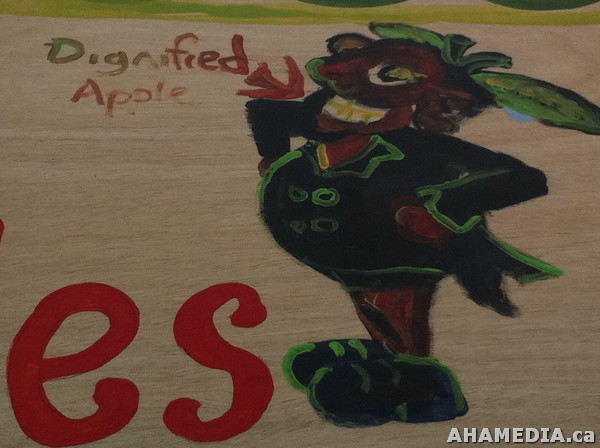 Dignified
Apple
es
AHAMEDIA.ca